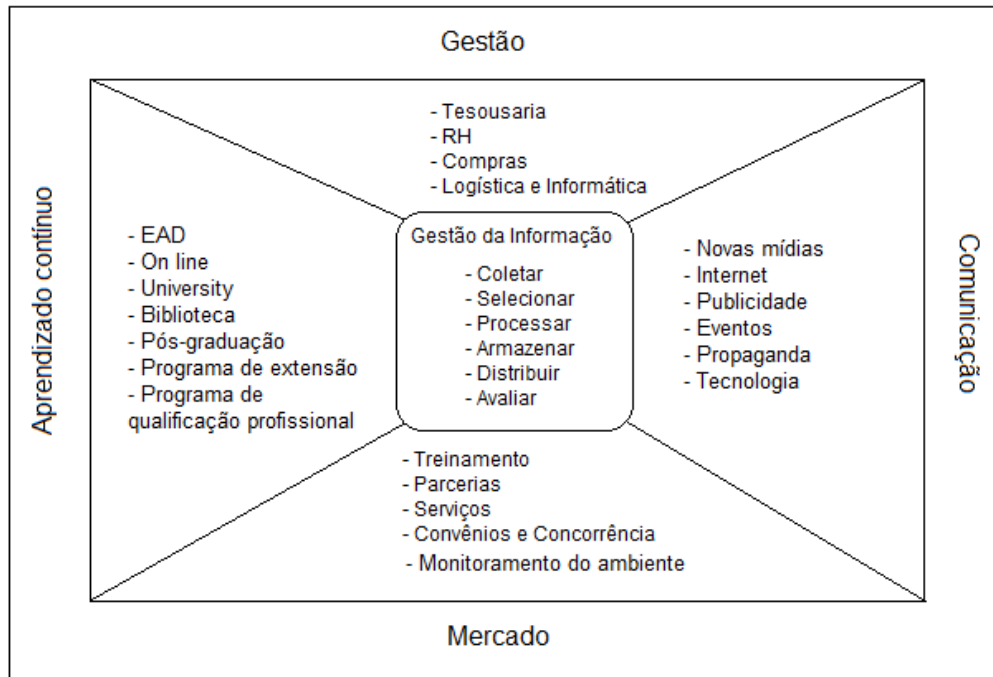 Gestão
- Tesousaria
- RH
- Compras
- Logística e Informática
Aprendizado contínuo
- EAD
- On line
- University
- Biblioteca
- Pós-graduação
- Programa de extensão
- Programa de
qualificação profissional
Gestão da Informação
- Coletar
- Selecionar
- Processar
- Armazenar
- Distribuir
- Avaliar
- Novas mídias
- Internet
- Publicidade
- Eventos
- Propaganda
- Tecnologia
Comunicação
- Treinamento
- Parcerias
- Serviços
- Convênios e Concorrência
- Monitoramento do ambiente
Mercado